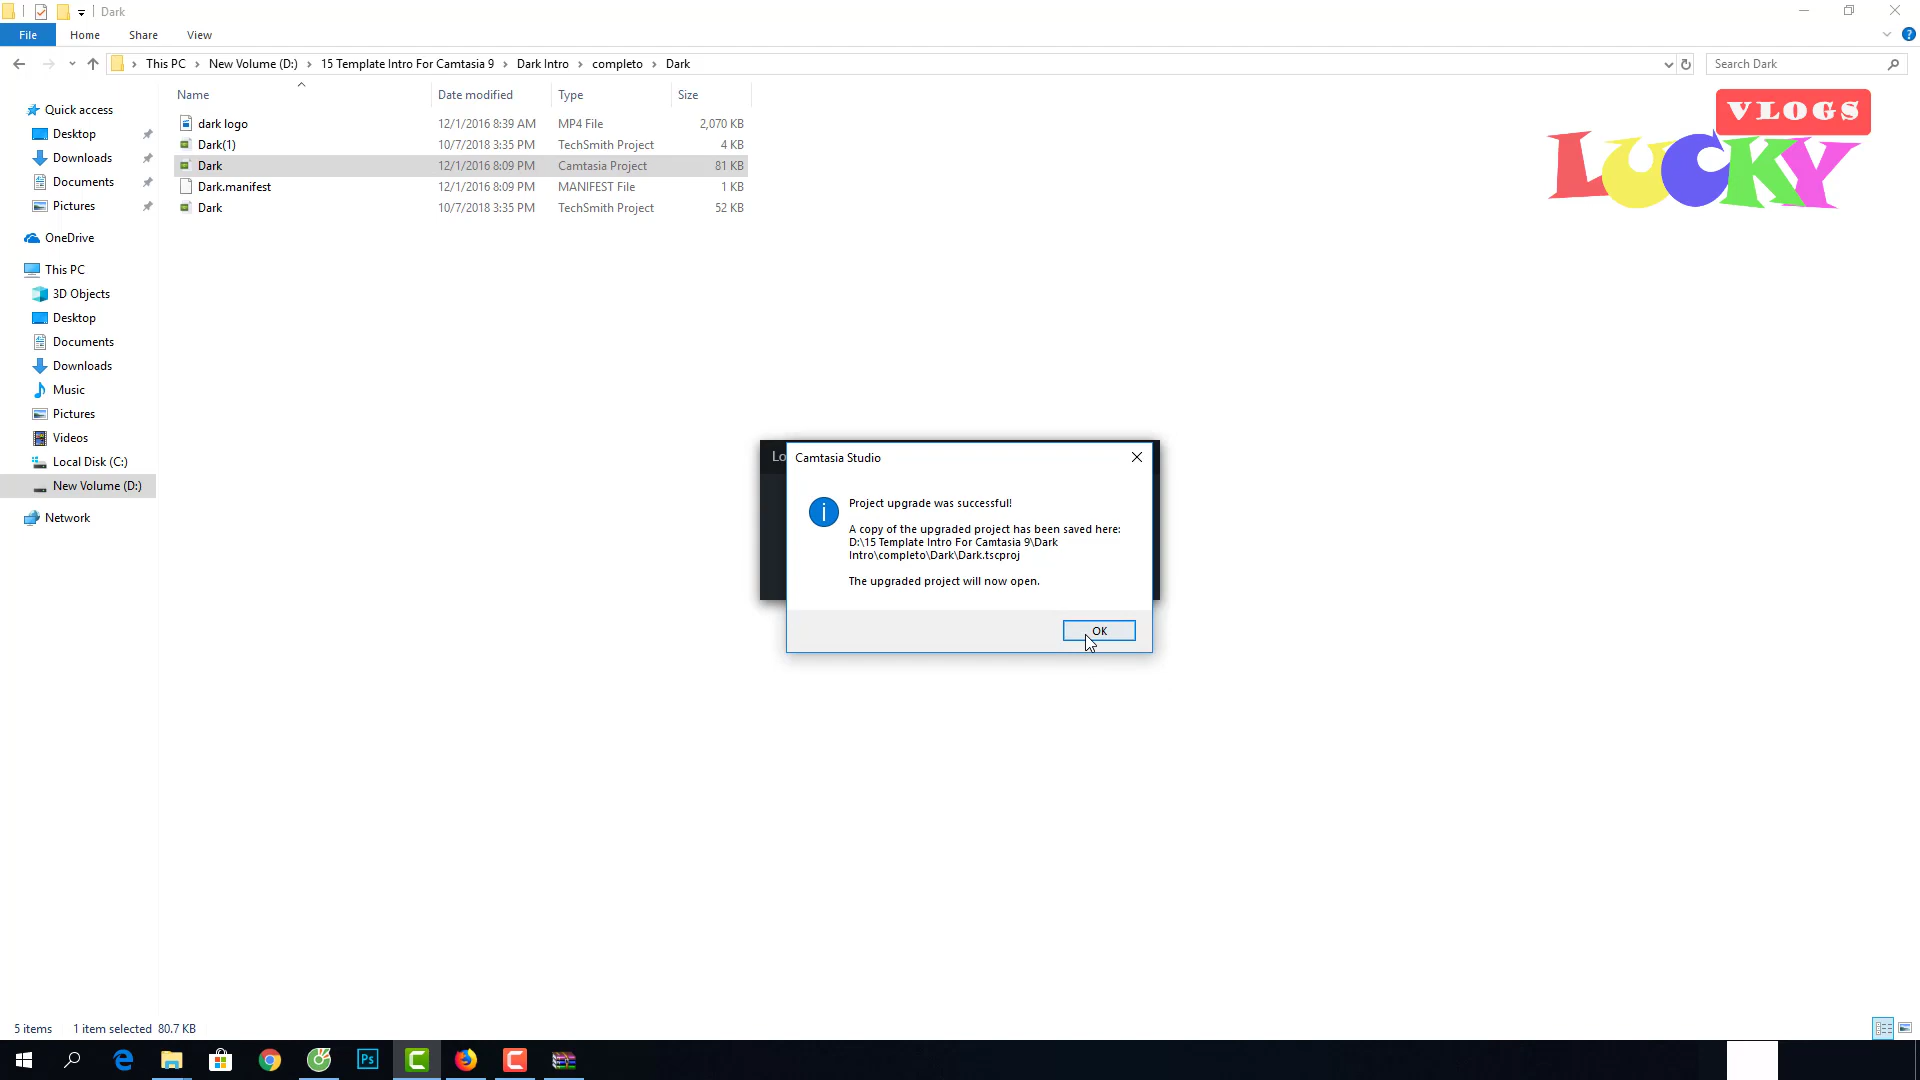 Dark
File Home Share View
This PC New Volume (D:) 15 Template Intro For Camtasia 9 Dark Intro completo Dark
Search Dark
Name Date modified Type Size
dark logo 12/1/2016 8:39 AM MP4 File 2,070 KB
Dark(1) 10/7/2018 3:35 PM TechSmith Project 4 KB
Dark 12/1/2016 8:09 PM Camtasia Project 81 KB
Dark.manifest 12/1/2016 8:09 PM MANIFEST File 1 KB
Dark 10/7/2018 3:35 PM TechSmith Project 52 KB
Quick access
Desktop
Downloads
Documents
Pictures
OneDrive
This PC
3D Objects
Desktop
Documents
Downloads
Music
Pictures
Videos
Local Disk (C:)
New Volume (D:)
Network
VLOGS
LUCKY
Lo
Camtasia Studio
Project upgrade was successful!
A copy of the upgraded project has been saved here:
D:\15 Template Intro For Camtasia 9\Dark
Intro\completo\Dark\Dark.tscproj
The upgraded project will now open.
OK
5 items 1 item selected 80.7 KB
Ps